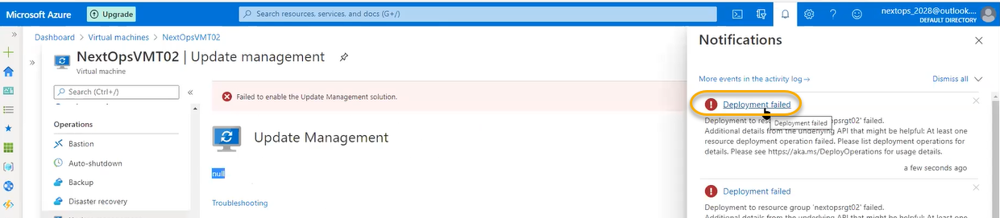 Microsoft Azure
Upgrade
Search resources, services, and docs (G+/)
nextops_2028@outlook....
DEFAULT DIRECTORY
Dashboard > Virtual machines > NextOpsVMT02
NextOpsVMT02 | Update management
Virtual machine
Search (Ctrl+/)
Operations
Bastion
Auto-shutdown
Backup
Disaster recovery
Failed to enable the Update Management solution.
Update Management
null
Troubleshooting
Notifications
More events in the activity log →
Dismiss all
Deployment failed
Deployment to resou opsrgt02' failed.
Deployment failed
Additional details from the underlying API that might be helpful: At least one
resource deployment operation failed. Please list deployment operations for
details. Please see https://aka.ms/DeployOperations for usage details.
a few seconds ago
Deployment failed
Deployment to resource group 'nextopsrgt02' failed.
Additional details from the underlying API that might be helpful: At least one